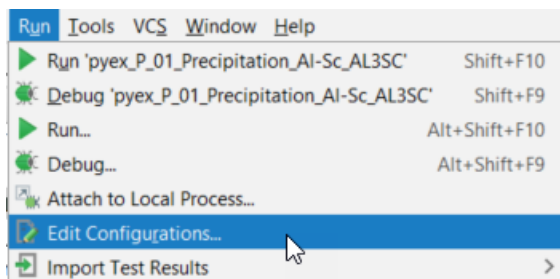 Run Tools VCS Window Help
Run 'pyex_P_01_Precipitation_Al-Sc_AL3SC' Shift+F10
Debug 'pyex_P_01_Precipitation_Al-Sc_AL3SC' Shift+F9
Run... Alt+Shift+F10
Debug... Alt+Shift+F9
Attach to Local Process...
Edit Configurations...
Import Test Results